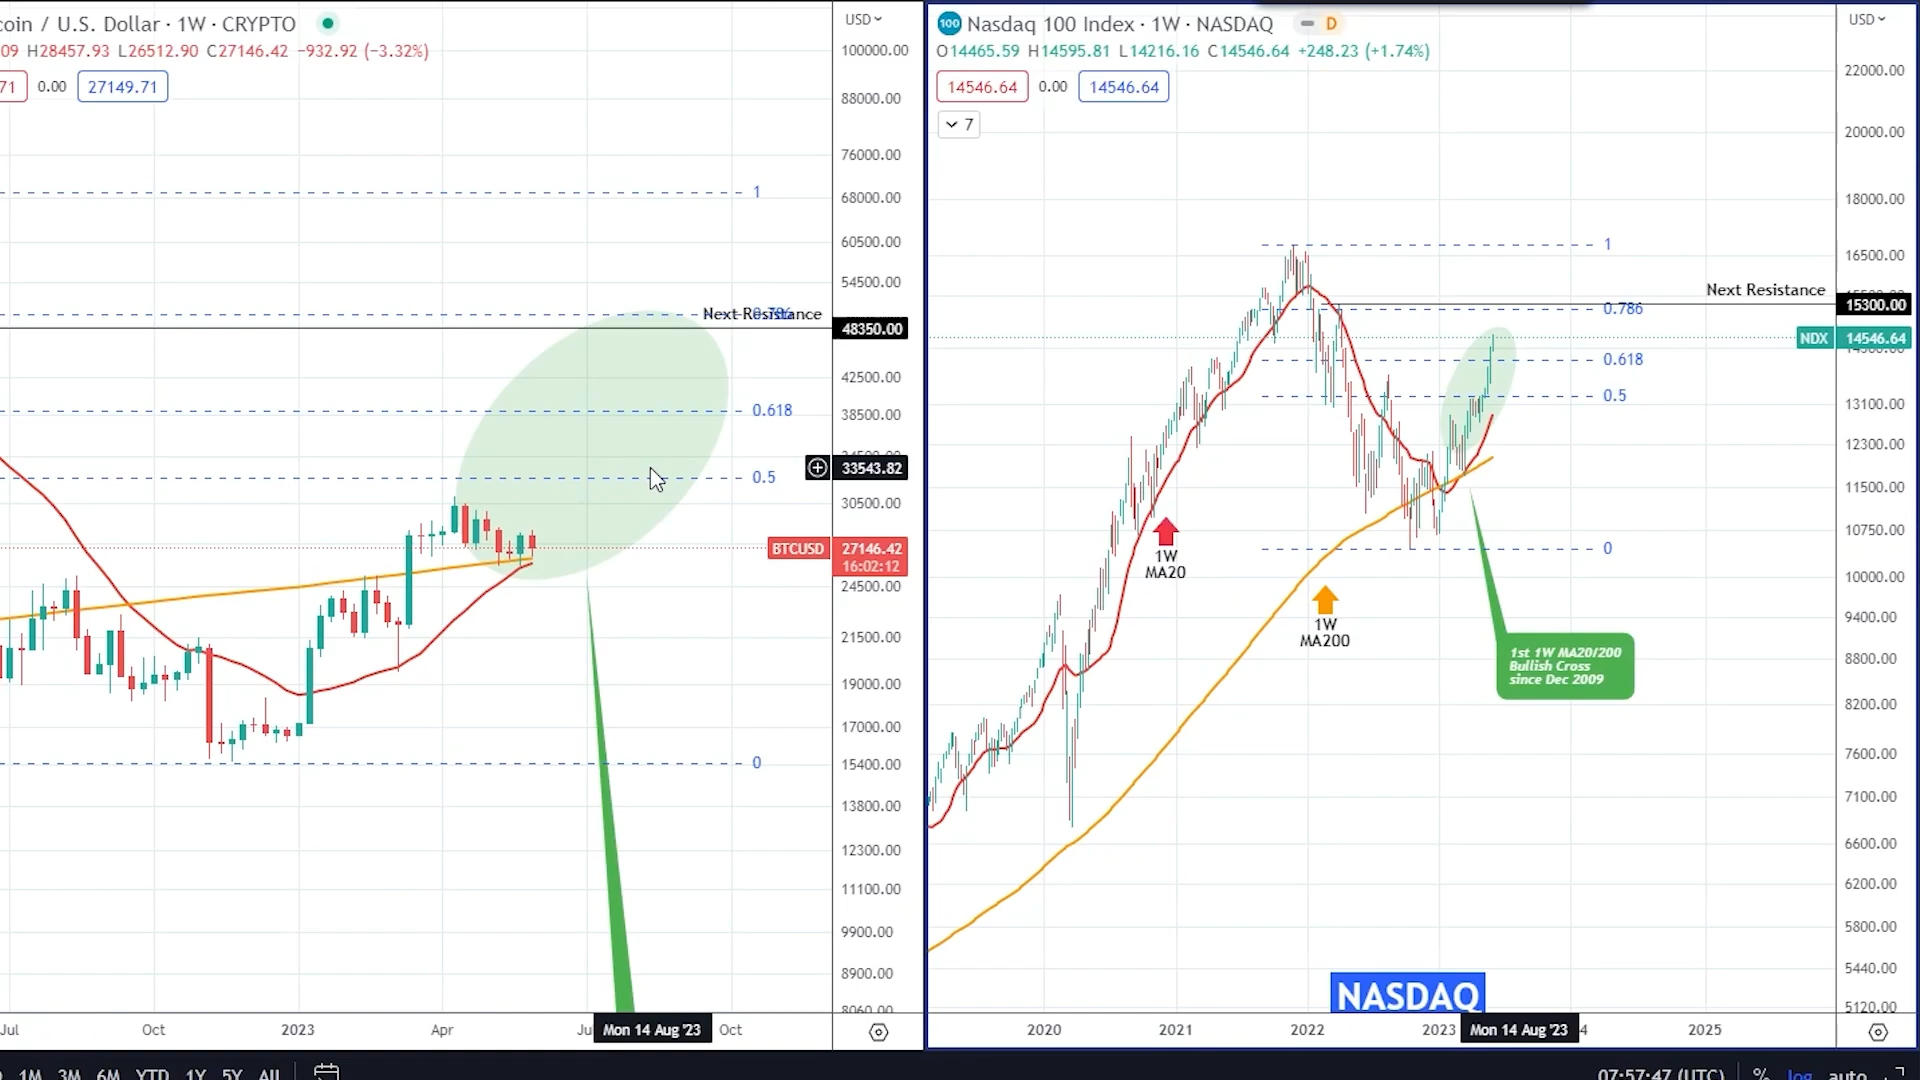 coin / U.S. Dollar · 1W · CRYPTO
09 H28457.93 L26512.90 C27146.42 −932.92 (−3.32%)
71 0.00 27149.71
USD
100000.00
88000.00
76000.00
68000.00
60500.00
54500.00
48350.00
42500.00
38500.00
33543.82
30500.00
BTCUSD 27146.42
16:02:12
24500.00
21500.00
19000.00
17000.00
15400.00
13800.00
12300.00
11100.00
9900.00
8900.00
8060.00
1
Next Resistance
0.618
0.5
0
Jul Oct 2023 Apr Ju Mon 14 Aug '23 Oct
100 Nasdaq 100 Index · 1W · NASDAQ D
O14465.59 H14595.81 L14216.16 C14546.64 +248.23 (+1.74%)
14546.64 0.00 14546.64
7
USD
22000.00
20000.00
18000.00
16500.00
15300.00
NDX 14546.64
13100.00
12300.00
11500.00
10750.00
10000.00
9400.00
8800.00
8200.00
7600.00
7100.00
6600.00
6200.00
5800.00
5440.00
5120.00
1
Next Resistance
0.786
0.618
0.5
0
1W
MA20
1W
MA200
1st 1W MA20/200
Bullish Cross
since Dec 2009
NASDAQ
2020 2021 2022 2023 Mon 14 Aug '23 4 2025
1M 3M 6M YTD 1Y 5Y All
07:57:47 (UTC) % log auto